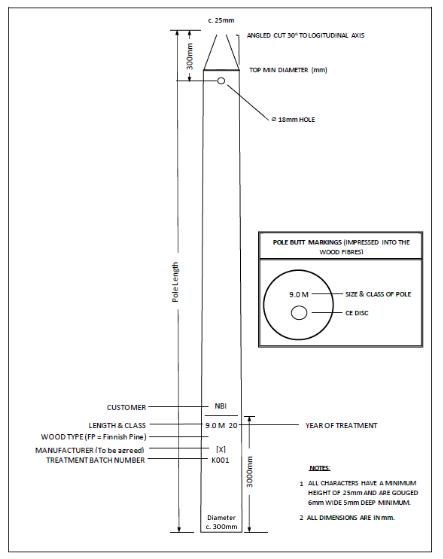 c. 25mm
ANGLED CUT 30° TO LOGITUDINAL AXIS
300mm
TOP MIN DIAMETER (mm)
Ø 18mm HOLE
Pole Length
POLE BUTT MARKINGS (IMPRESSED INTO THE
WOOD FIBRES)
9.0 M
SIZE & CLASS OF POLE
CE DISC
CUSTOMER
NBI
LENGTH & CLASS
9.0 M 20
YEAR OF TREATMENT
WOOD TYPE (FP = Finnish Pine)
MANUFACTURER (To be agreed)
[X]
TREATMENT BATCH NUMBER
K001
3000mm
Diameter
c. 300mm
NOTES:
1 ALL CHARACTERS HAVE A MINIMUM
HEIGHT OF 25mm AND ARE GOUGED
6mm WIDE 5mm DEEP MINIMUM.
2 ALL DIMENSIONS ARE IN mm.